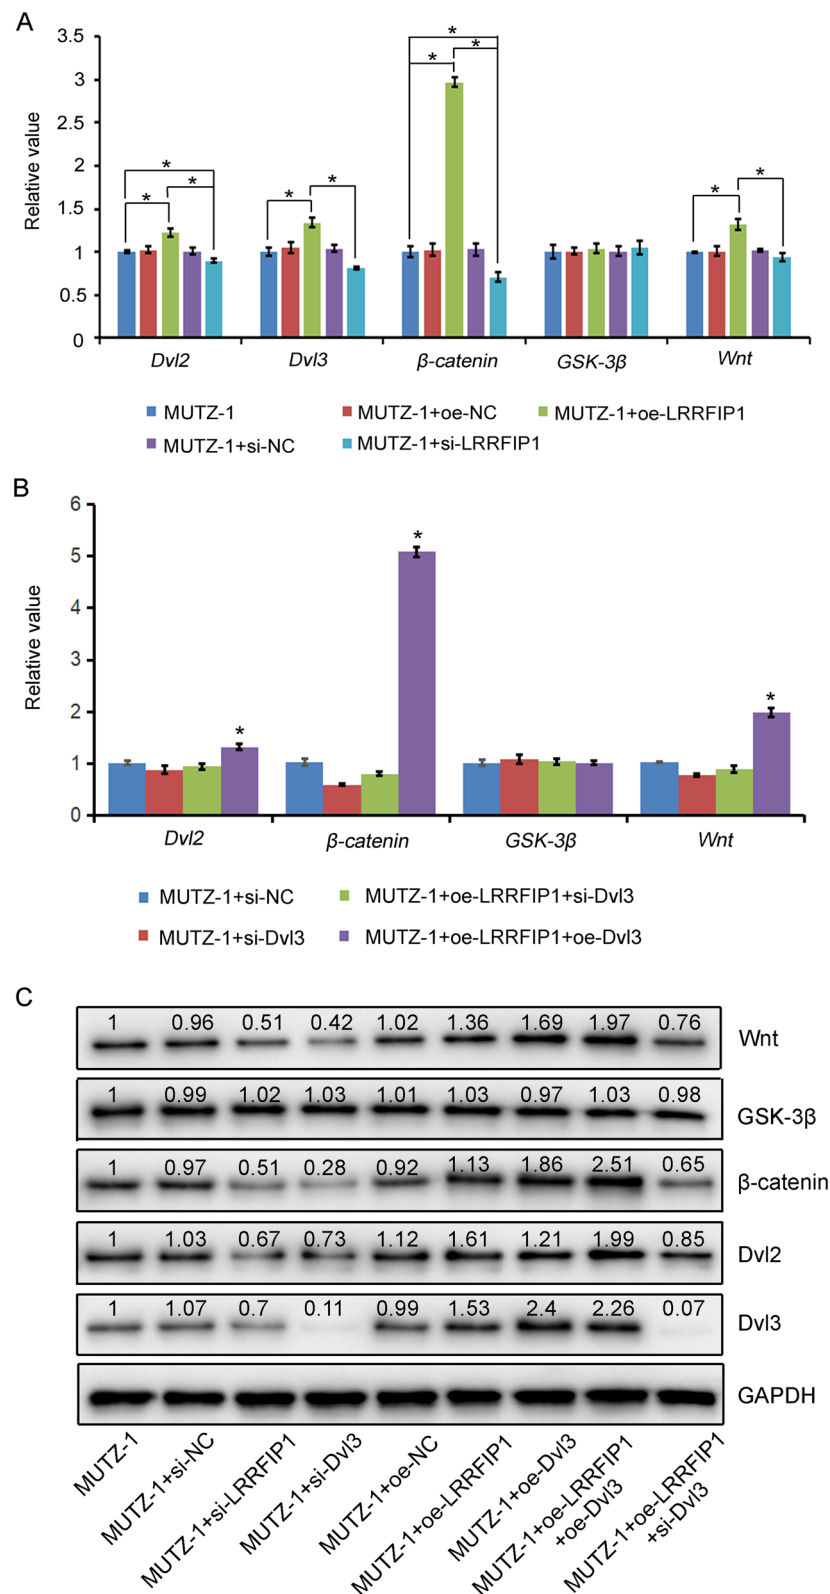 A
Relative value
3.5
3
2.5
2
1.5
1
0.5
0
* * *
* *
* * *
* *
Dvl2 Dvl3 β-catenin GSK-3β Wnt
MUTZ-1 MUTZ-1+oe-NC MUTZ-1+oe-LRRFIP1
MUTZ-1+si-NC MUTZ-1+si-LRRFIP1
B
Relative value
6
5
4
3
2
1
0
* * *
Dvl2 β-catenin GSK-3β Wnt
MUTZ-1+si-NC MUTZ-1+oe-LRRFIP1+si-Dvl3
MUTZ-1+si-Dvl3 MUTZ-1+oe-LRRFIP1+oe-Dvl3
C
1 0.96 0.51 0.42 1.02 1.36 1.69 1.97 0.76 Wnt
1 0.99 1.02 1.03 1.01 1.03 0.97 1.03 0.98 GSK-3β
1 0.97 0.51 0.28 0.92 1.13 1.86 2.51 0.65 β-catenin
1 1.03 0.67 0.73 1.12 1.61 1.21 1.99 0.85 Dvl2
1 1.07 0.7 0.11 0.99 1.53 2.4 2.26 0.07 Dvl3
GAPDH
MUTZ-1
MUTZ-1+si-NC
MUTZ-1+si-LRRFIP1
MUTZ-1+si-Dvl3
MUTZ-1+oe-NC
MUTZ-1+oe-LRRFIP1
MUTZ-1+oe-Dvl3
MUTZ-1+oe-LRRFIP1
+oe-Dvl3
MUTZ-1+oe-LRRFIP1
+si-Dvl3